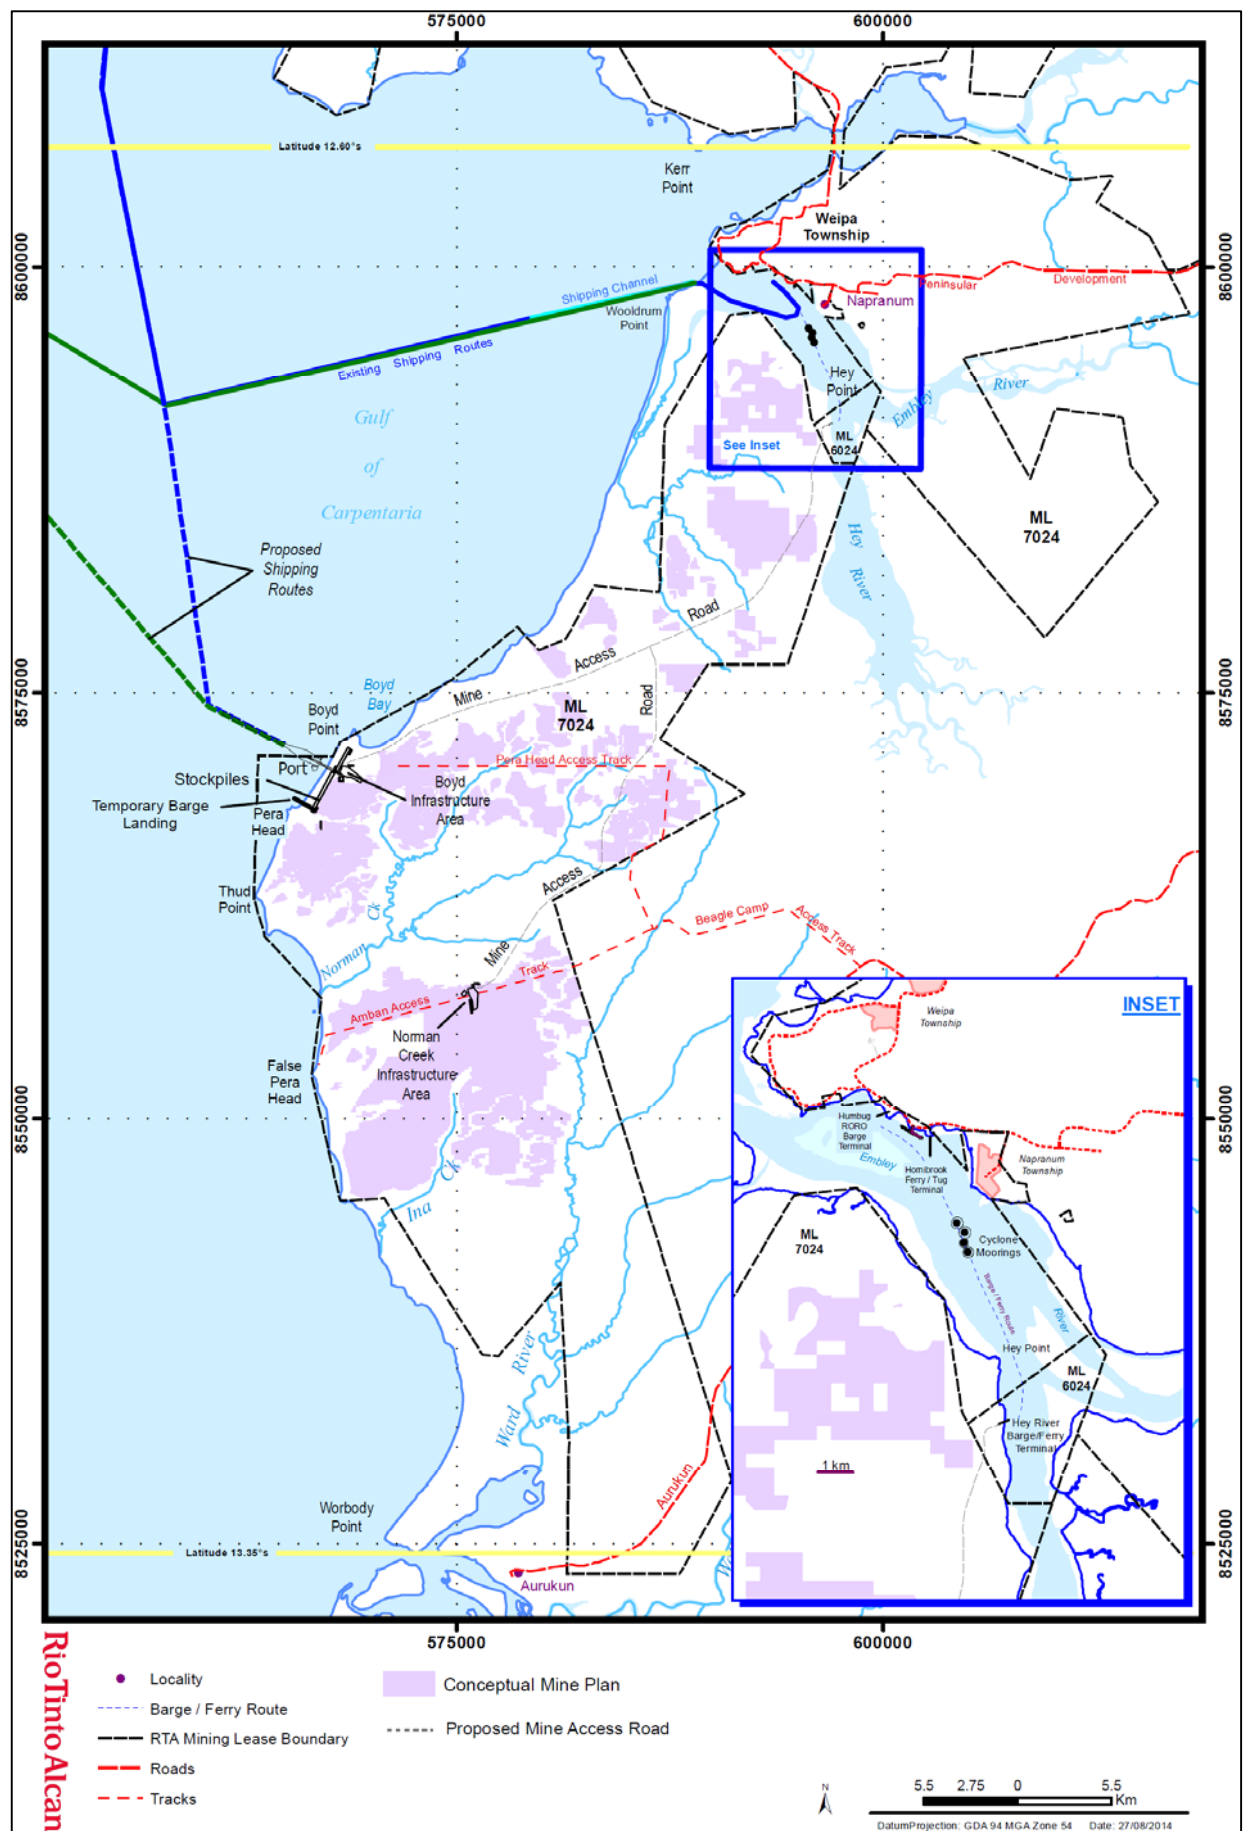 575000
600000
Latitude 12.60°s
Kerr
Point
Weipa
Township
8600000
8600000
Shipping Channel
Wooldrum
Point
Napranum
Peninsular
Development
Existing Shipping Routes
Hey
Point
Embley
River
Gulf
of
Carpentaria
See Inset
ML
6024
ML
7024
Hey
River
Proposed
Shipping
Routes
Road
Access
Mine
Road
8575000
8575000
Boyd
Bay
Boyd
Point
ML
7024
Port
Pera Head Access Track
Stockpiles
Boyd
Infrastructure
Area
Temporary Barge
Landing
Pera
Head
Access
Thud
Point
Ck
Norman
Mine
Beagle Camp
Access Track
Track
Amban Access
Norman
Creek
Infrastructure
Area
False
Pera
Head
8550000
8550000
Ck
Ina
River
Ward
Aurukun
Worbody
Point
Latitude 13.35°s
8525000
8525000
Aurukun
INSET
Weipa
Township
Humbug
RORO
Barge
Terminal
Embley
Hornibrook
Ferry / Tug
Terminal
Napranum
Township
ML
7024
Cyclone
Moorings
Barge / Ferry Route
River
Hey Point
ML
6024
Hey River
Barge/Ferry
Terminal
1 km
575000
600000
RioTintoAlcan
Locality
Barge / Ferry Route
RTA Mining Lease Boundary
Roads
Tracks
Conceptual Mine Plan
Proposed Mine Access Road
N
5.5 2.75 0 5.5
Km
DatumProjection: GDA 94 MGA Zone 54 Date: 27/08/2014